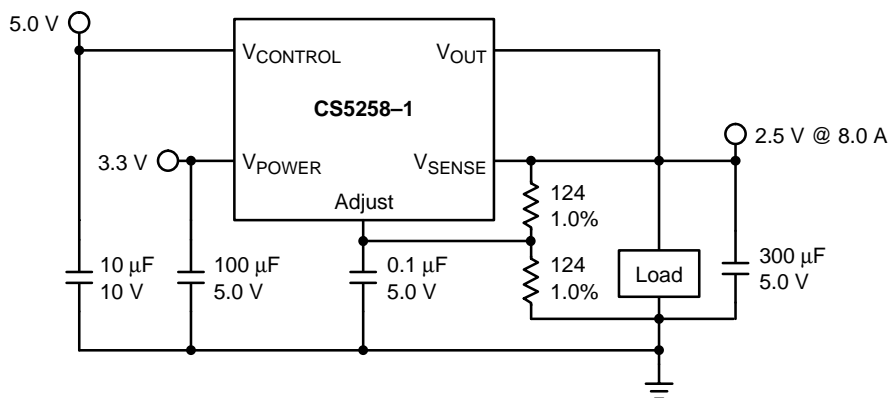 5.0 V
VCONTROL
VOUT
CS5258–1
3.3 V
VPOWER
VSENSE
2.5 V @ 8.0 A
Adjust
124
1.0%
10 μF
10 V
100 μF
5.0 V
0.1 μF
5.0 V
124
1.0%
Load
300 μF
5.0 V